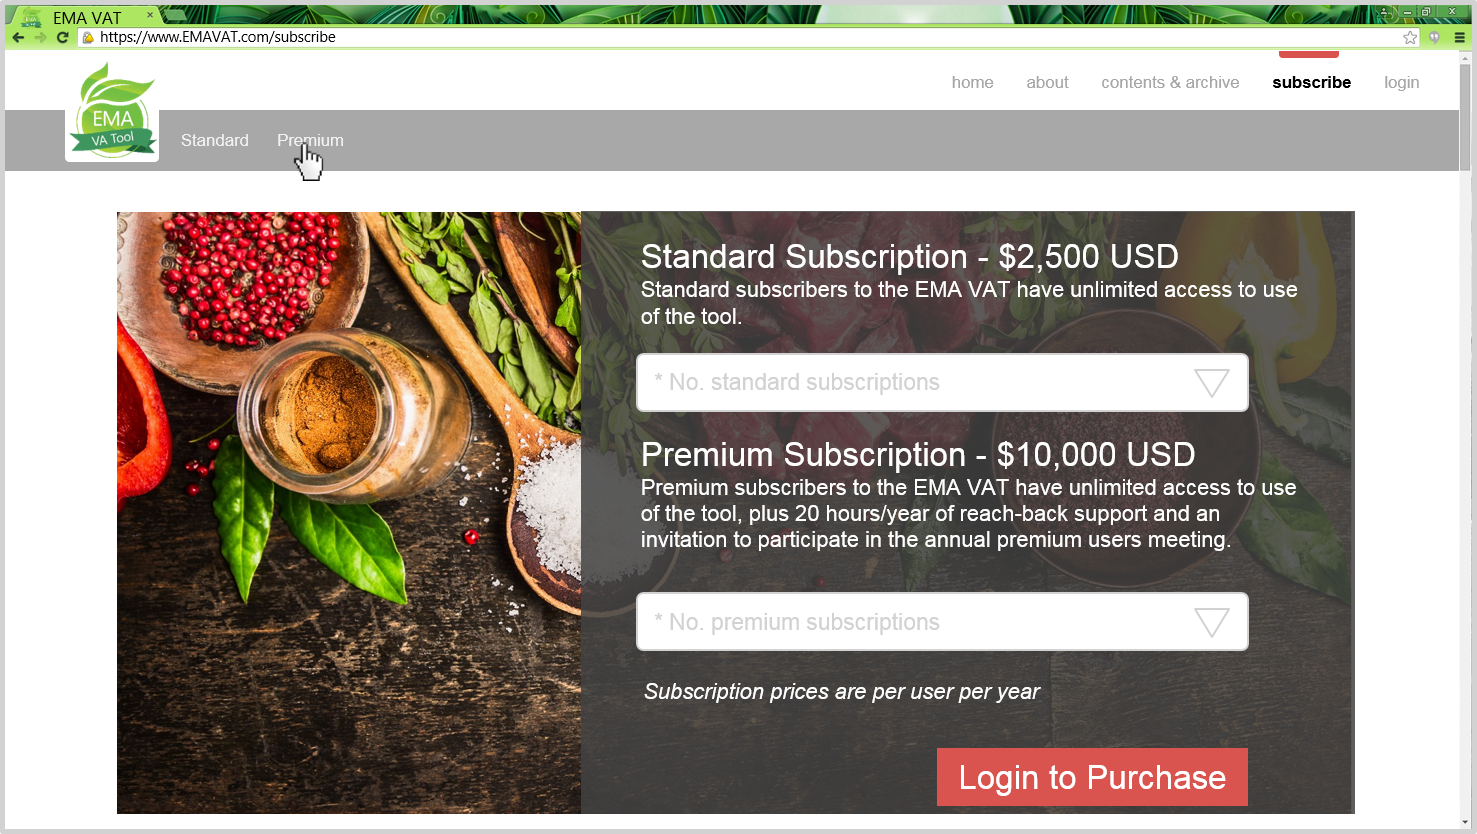 EMA VAT
https://www.EMAVAT.com/subscribe
home about contents & archive subscribe login
EMA
VA Tool
Standard Premium
Standard Subscription - $2,500 USD
Standard subscribers to the EMA VAT have unlimited access to use
of the tool.
* No. standard subscriptions
Premium Subscription - $10,000 USD
Premium subscribers to the EMA VAT have unlimited access to use
of the tool, plus 20 hours/year of reach-back support and an
invitation to participate in the annual premium users meeting.
* No. premium subscriptions
Subscription prices are per user per year
Login to Purchase